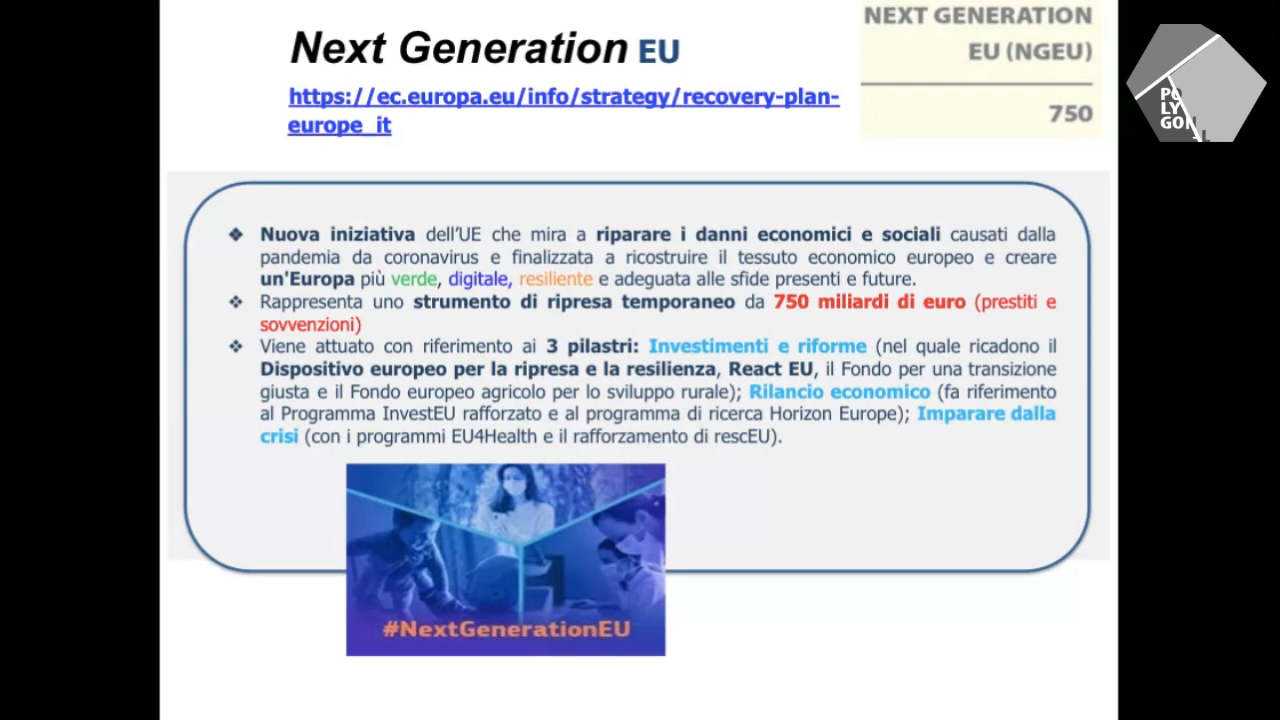 Next Generation EU
https://ec.europa.eu/info/strategy/recovery-plan-
europe_it
NEXT GENERATION
EU (NGEU)
750
PO
LY
GON
AL
❖ Nuova iniziativa dell'UE che mira a riparare i danni economici e sociali causati dalla
pandemia da coronavirus e finalizzata a ricostruire il tessuto economico europeo e creare
un'Europa più verde, digitale, resiliente e adeguata alle sfide presenti e future.
❖ Rappresenta uno strumento di ripresa temporaneo da 750 miliardi di euro (prestiti e
sovvenzioni)
❖ Viene attuato con riferimento ai 3 pilastri: Investimenti e riforme (nel quale ricadono il
Dispositivo europeo per la ripresa e la resilienza, React EU, il Fondo per una transizione
giusta e il Fondo europeo agricolo per lo sviluppo rurale); Rilancio economico (fa riferimento
al Programma InvestEU rafforzato e al programma di ricerca Horizon Europe); Imparare dalla
crisi (con i programmi EU4Health e il rafforzamento di rescEU).
#NextGenerationEU